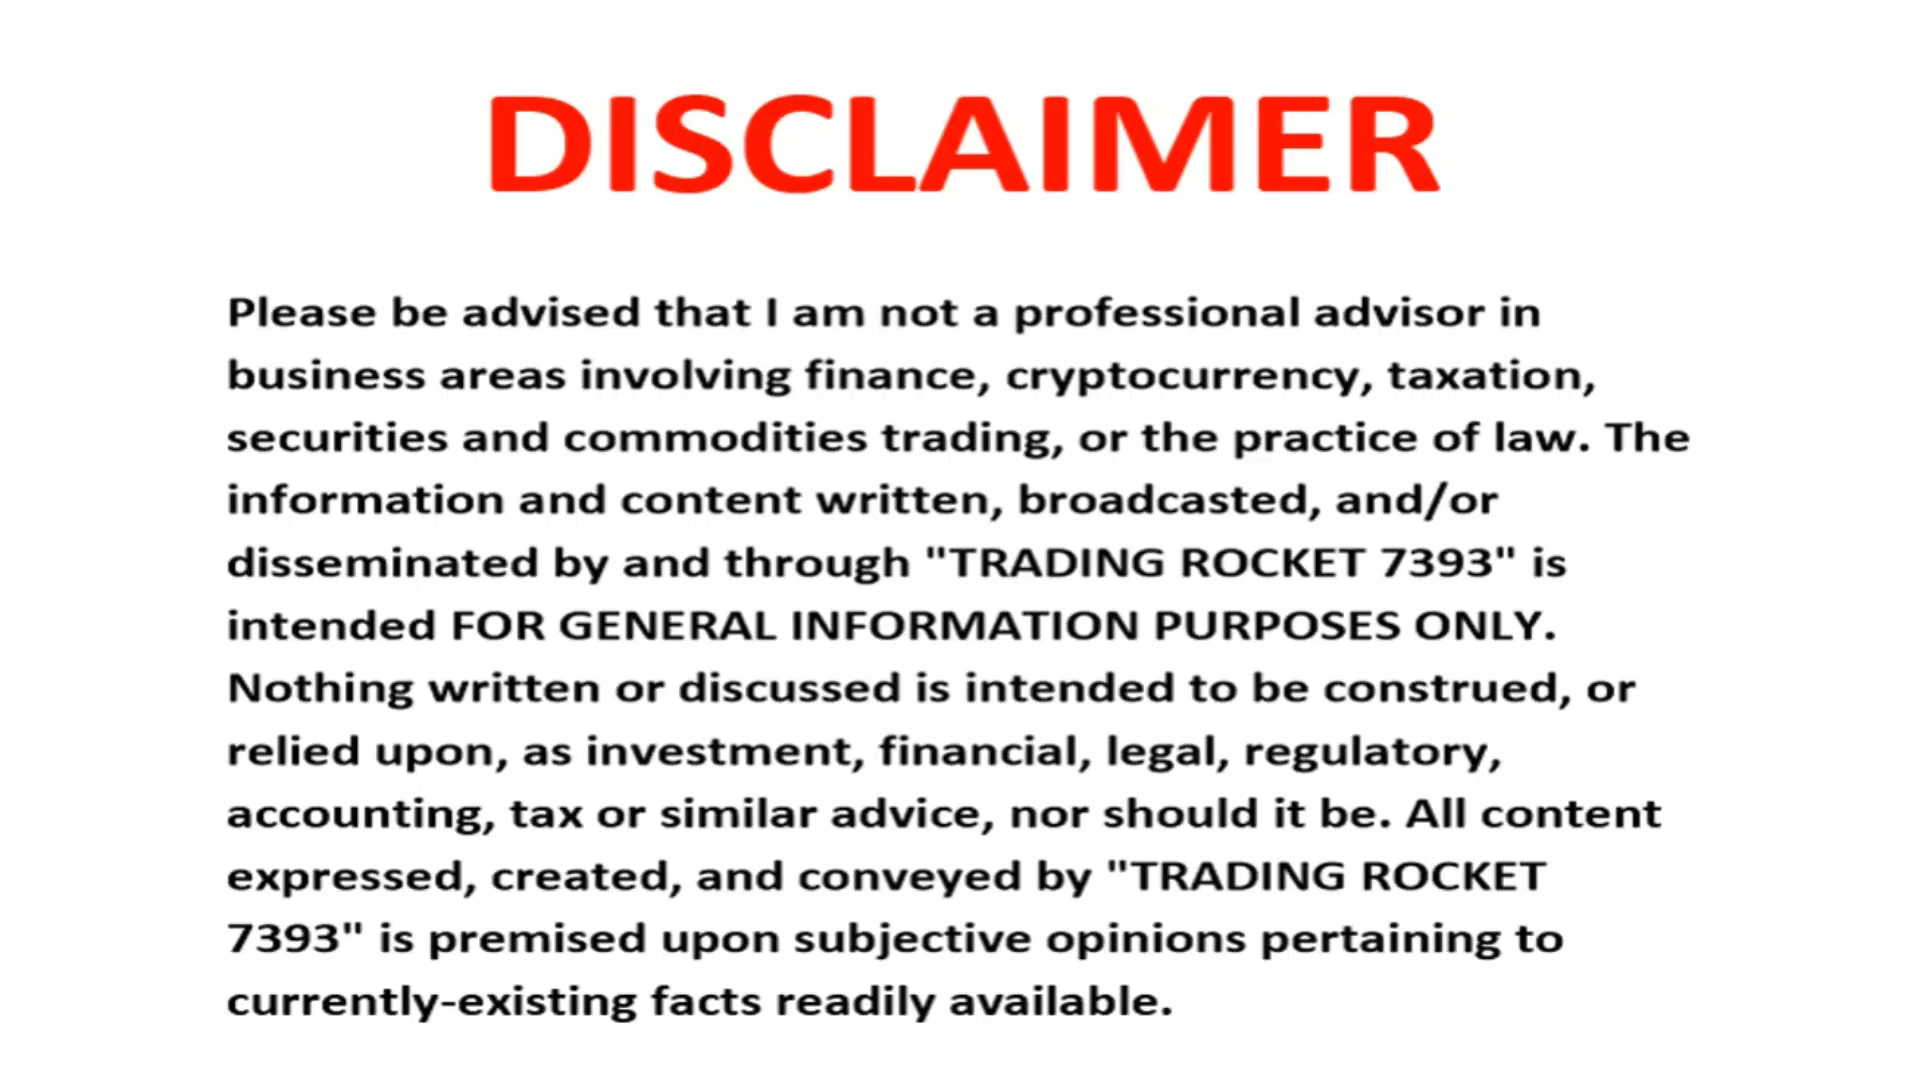 DISCLAIMER
Please be advised that I am not a professional advisor in
business areas involving finance, cryptocurrency, taxation,
securities and commodities trading, or the practice of law. The
information and content written, broadcasted, and/or
disseminated by and through "TRADING ROCKET 7393" is
intended FOR GENERAL INFORMATION PURPOSES ONLY.
Nothing written or discussed is intended to be construed, or
relied upon, as investment, financial, legal, regulatory,
accounting, tax or similar advice, nor should it be. All content
expressed, created, and conveyed by "TRADING ROCKET
7393" is premised upon subjective opinions pertaining to
currently-existing facts readily available.